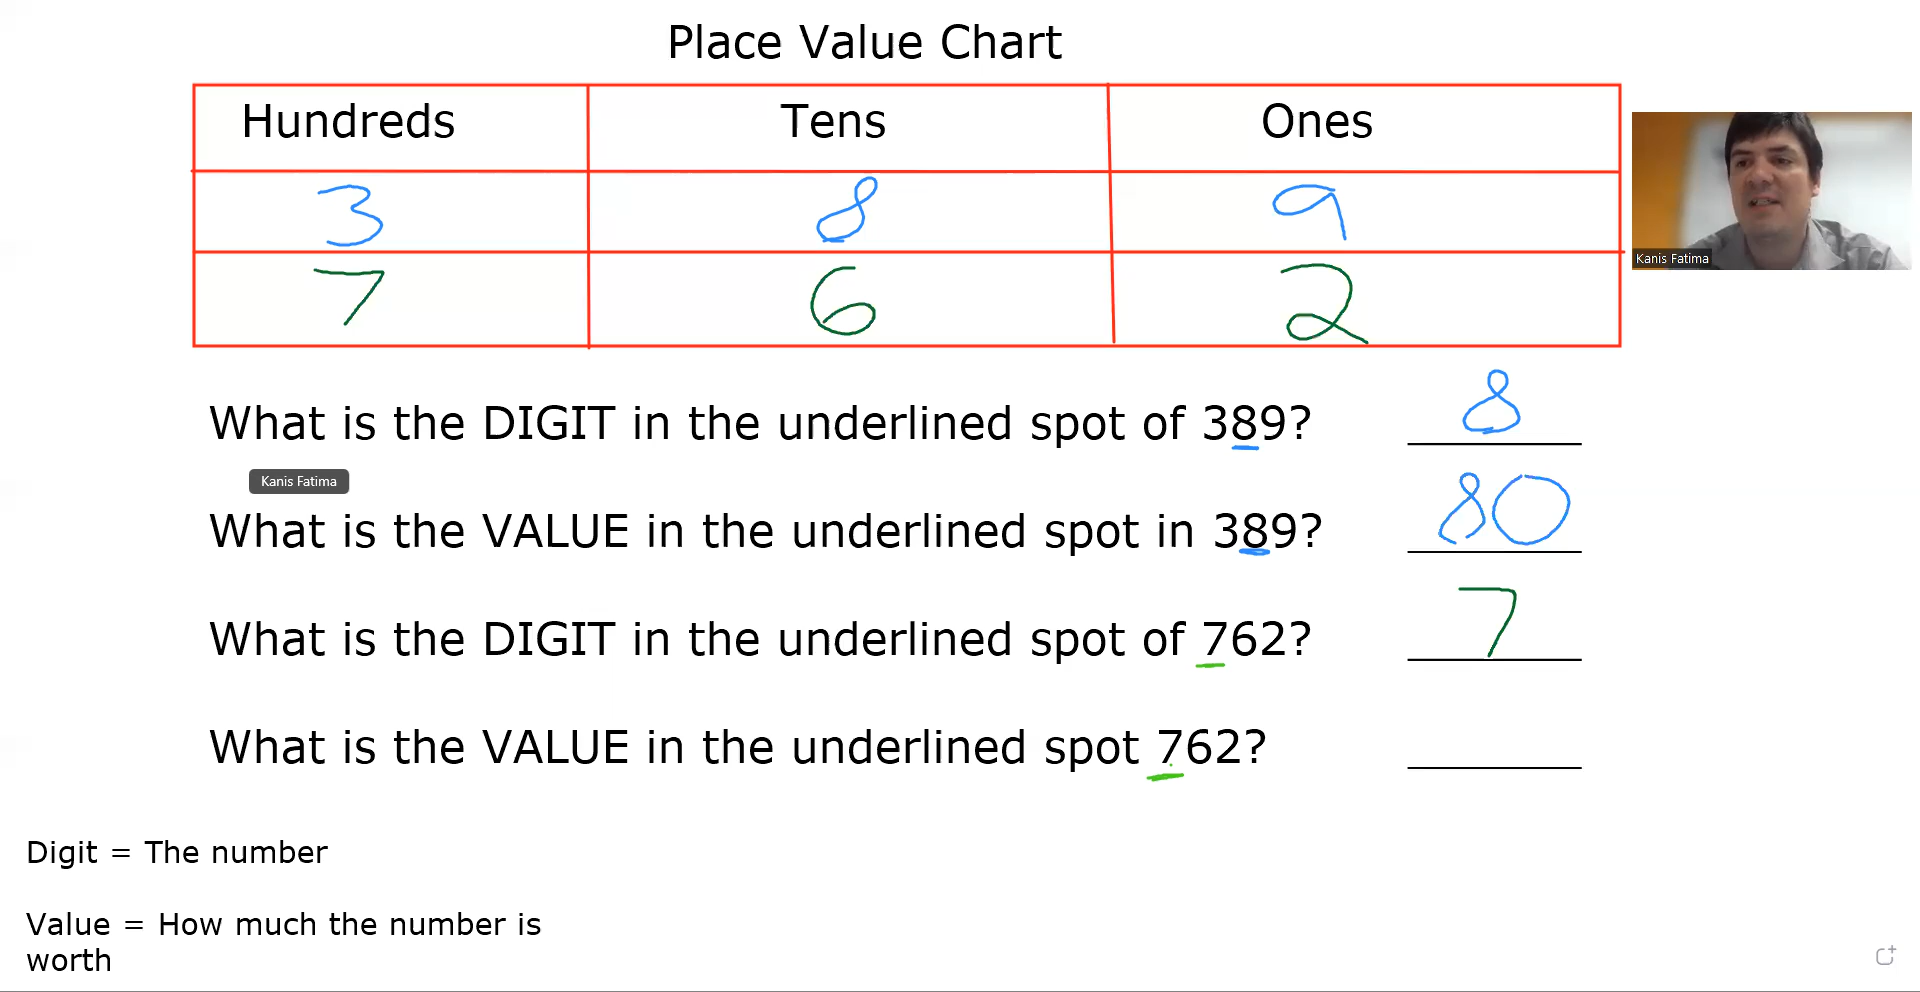 Place Value Chart
Hundreds Tens Ones
3 8 9
Kanis Fatima
7 6 2
What is the DIGIT in the underlined spot of 389? 8
Kanis Fatima
What is the VALUE in the underlined spot in 389? 80
What is the DIGIT in the underlined spot of 762? 7
What is the VALUE in the underlined spot 762?
Digit = The number
Value = How much the number is
worth